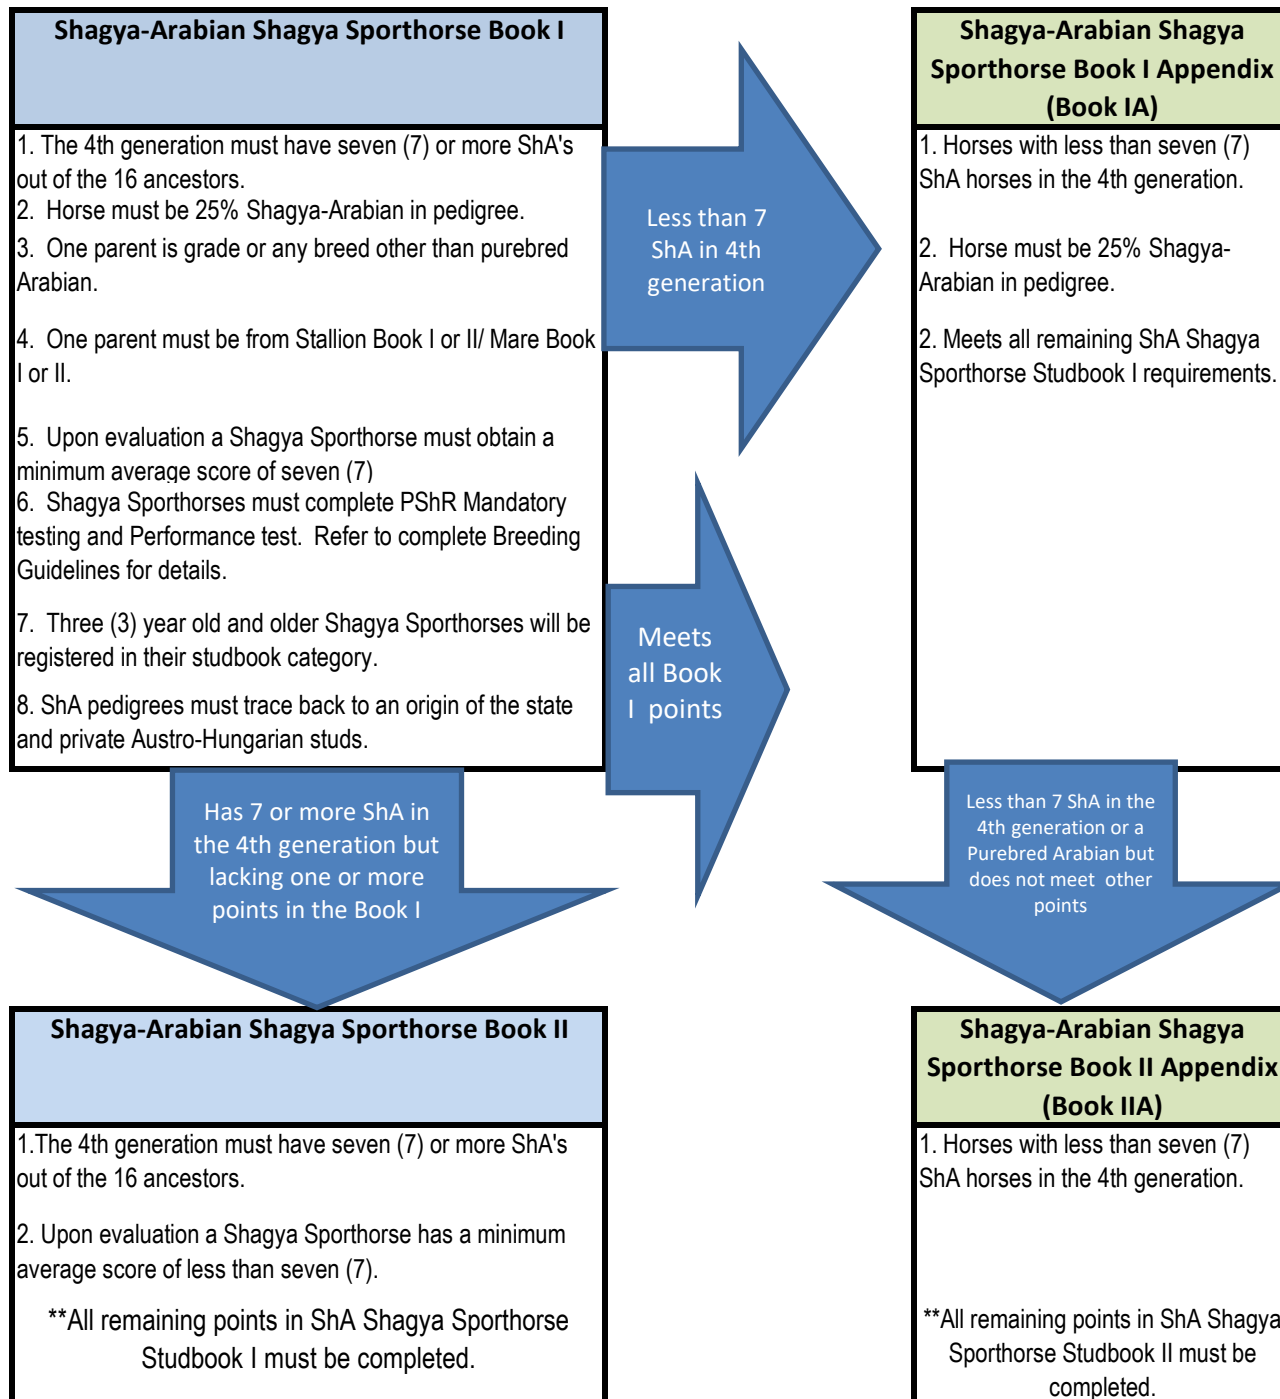 Shagya-Arabian Shagya Sporthorse Book I
1. The 4th generation must have seven (7) or more ShA's
out of the 16 ancestors.
2.  Horse must be 25% Shagya-Arabian in pedigree.
3.  One parent is grade or any breed other than purebred
Arabian.
4.  One parent must be from Stallion Book I or II/ Mare Book
I or II.
5.  Upon evaluation a Shagya Sporthorse must obtain a
minimum average score of seven (7)
6.  Shagya Sporthorses must complete PShR Mandatory
testing and Performance test.  Refer to complete Breeding
Guidelines for details.
7.  Three (3) year old and older Shagya Sporthorses will be
registered in their studbook category.
8. ShA pedigrees must trace back to an origin of the state
and private Austro-Hungarian studs.
Less than 7
ShA in 4th
generation
Meets
all Book
I  points
Shagya-Arabian Shagya
Sporthorse Book I Appendix
(Book IA)
1. Horses with less than seven (7)
ShA horses in the 4th generation.
2.  Horse must be 25% Shagya-
Arabian in pedigree.
2. Meets all remaining ShA Shagya
Sporthorse Studbook I requirements.
Has 7 or more ShA in
the 4th generation but
lacking one or more
points in the Book I
Less than 7 ShA in the
4th generation or a
Purebred Arabian but
does not meet  other
points
Shagya-Arabian Shagya Sporthorse Book II
1.The 4th generation must have seven (7) or more ShA's
out of the 16 ancestors.
2. Upon evaluation a Shagya Sporthorse has a minimum
average score of less than seven (7).
**All remaining points in ShA Shagya Sporthorse
Studbook I must be completed.
Shagya-Arabian Shagya
Sporthorse Book II Appendix
(Book IIA)
1. Horses with less than seven (7)
ShA horses in the 4th generation.
**All remaining points in ShA Shagya
Sporthorse Studbook II must be
completed.